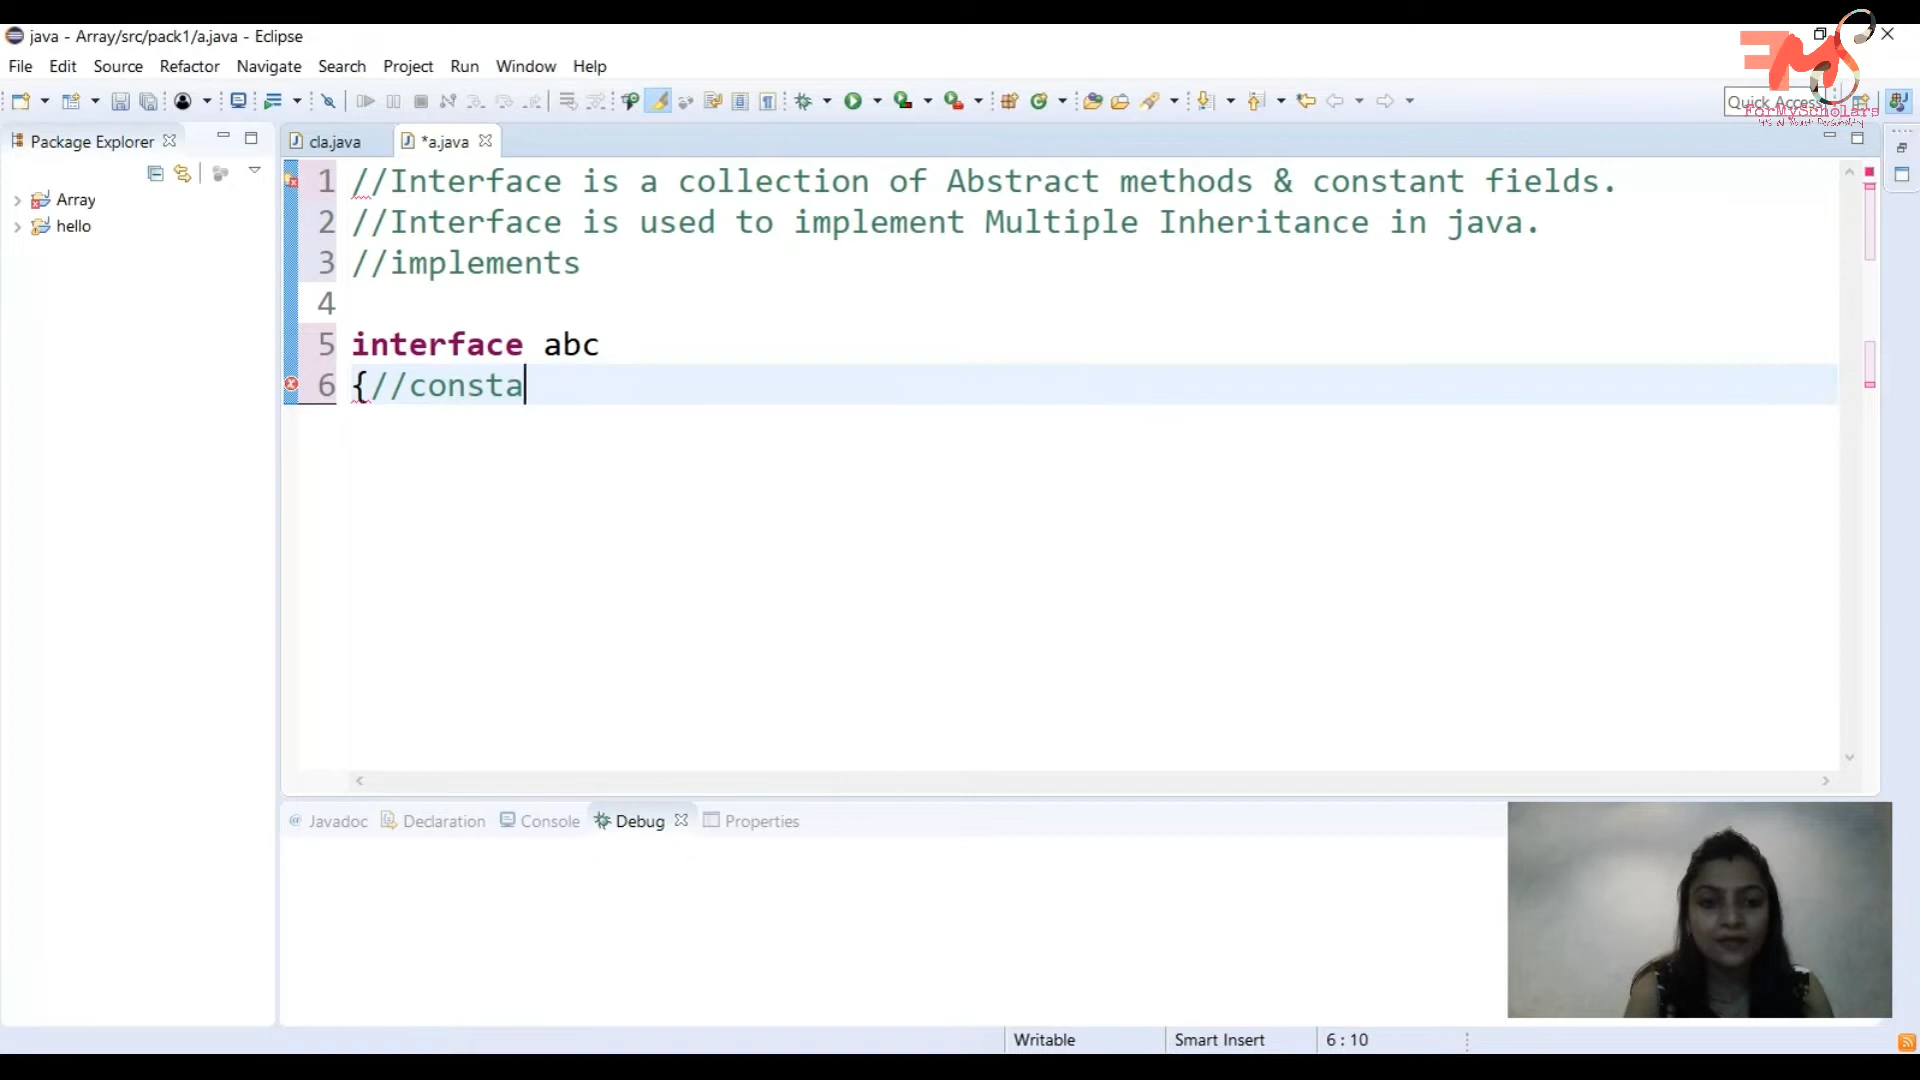 java - Array/src/pack1/a.java - Eclipse
File Edit Source Refactor Navigate Search Project Run Window Help
Quick Access
ForMyScholars
Package Explorer
cla.java
*a.java
Array
hello
1 //Interface is a collection of Abstract methods & constant fields.
2 //Interface is used to implement Multiple Inheritance in java.
3 //implements
4
5 interface abc
6 {//consta
@ Javadoc Declaration Console Debug Properties
Writable Smart Insert 6 : 10